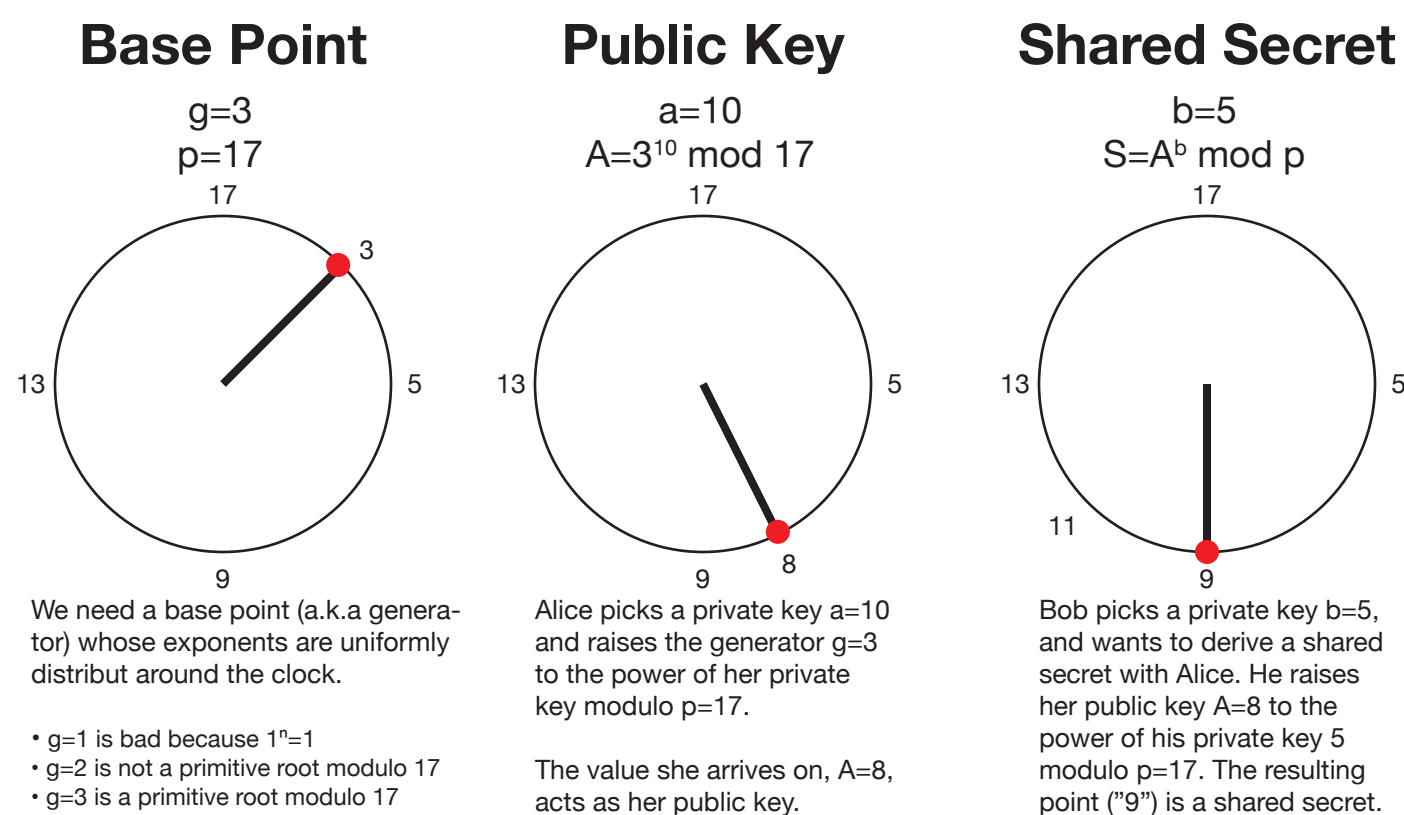 Base Point
g=3
p=17
17
3
13
5
9
We need a base point (a.k.a genera-
tor) whose exponents are uniformly
distribut around the clock.
• g=1 is bad because 1ⁿ=1
• g=2 is not a primitive root modulo 17
• g=3 is a primitive root modulo 17
Public Key
a=10
A=3¹⁰ mod 17
17
13
5
8
9
Alice picks a private key a=10
and raises the generator g=3
to the power of her private
key modulo p=17.
The value she arrives on, A=8,
acts as her public key.
Shared Secret
b=5
S=Aᵇ mod p
17
13
5
11
9
Bob picks a private key b=5,
and wants to derive a shared
secret with Alice. He raises
her public key A=8 to the
power of his private key 5
modulo p=17. The resulting
point (”9”) is a shared secret.